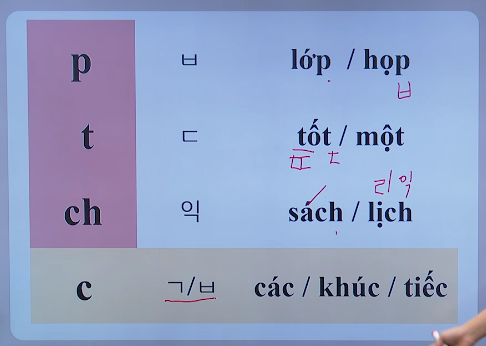 p ㅂ lớp / họp
ㅂ
t ㄷ tốt / một
ㄸ ㄷ
리익
ch 익 sách / lịch
c ㄱ/ㅂ các / khúc / tiếc